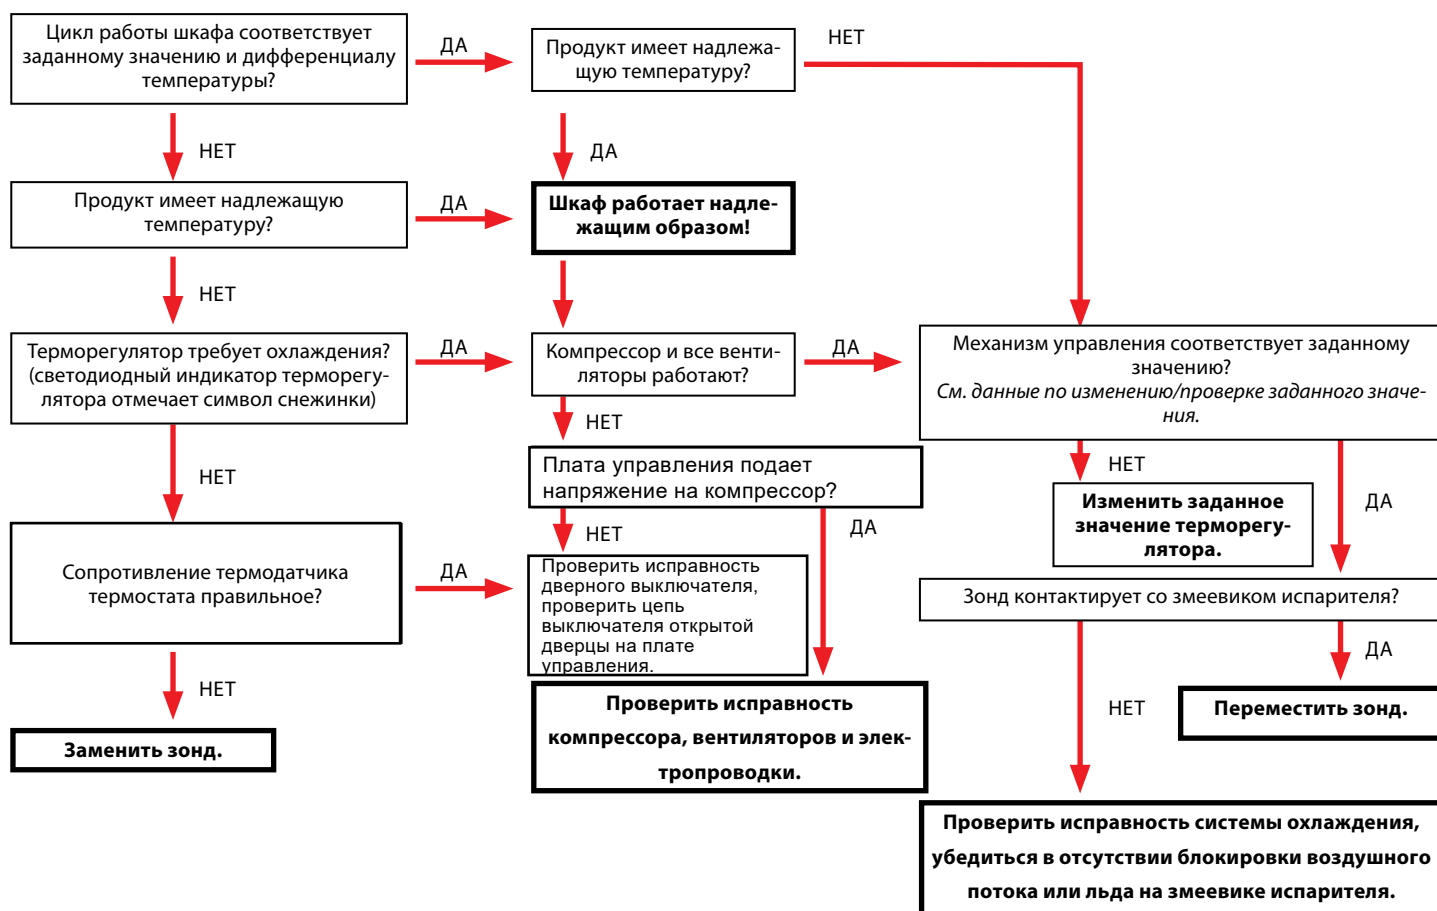 Цикл работы шкафа соответствует
заданному значению и дифференциалу
температуры?
ДА
Продукт имеет надлежа-
щую температуру?
НЕТ
НЕТ
ДА
Продукт имеет надлежащую
температуру?
ДА
Шкаф работает надле-
жащим образом!
НЕТ
Терморегулятор требует охлаждения?
(светодиодный индикатор терморегу-
лятора отмечает символ снежинки)
ДА
Компрессор и все венти-
ляторы работают?
ДА
Механизм управления соответствует заданному
значению?
См. данные по изменению/проверке заданного значе-
ния.
НЕТ
НЕТ
Плата управления подает
напряжение на компрессор?
НЕТ
Изменить заданное
значение терморегу-
лятора.
ДА
НЕТ
ДА
Сопротивление термодатчика
термостата правильное?
ДА
Проверить исправность
дверного выключателя,
проверить цепь
выключателя открытой
дверцы на плате
управления.
Зонд контактирует со змеевиком испарителя?
НЕТ
ДА
НЕТ
Заменить зонд.
Проверить исправность
компрессора, вентиляторов и элек-
тропроводки.
Переместить зонд.
Проверить исправность системы охлаждения,
убедиться в отсутствии блокировки воздушного
потока или льда на змеевике испарителя.